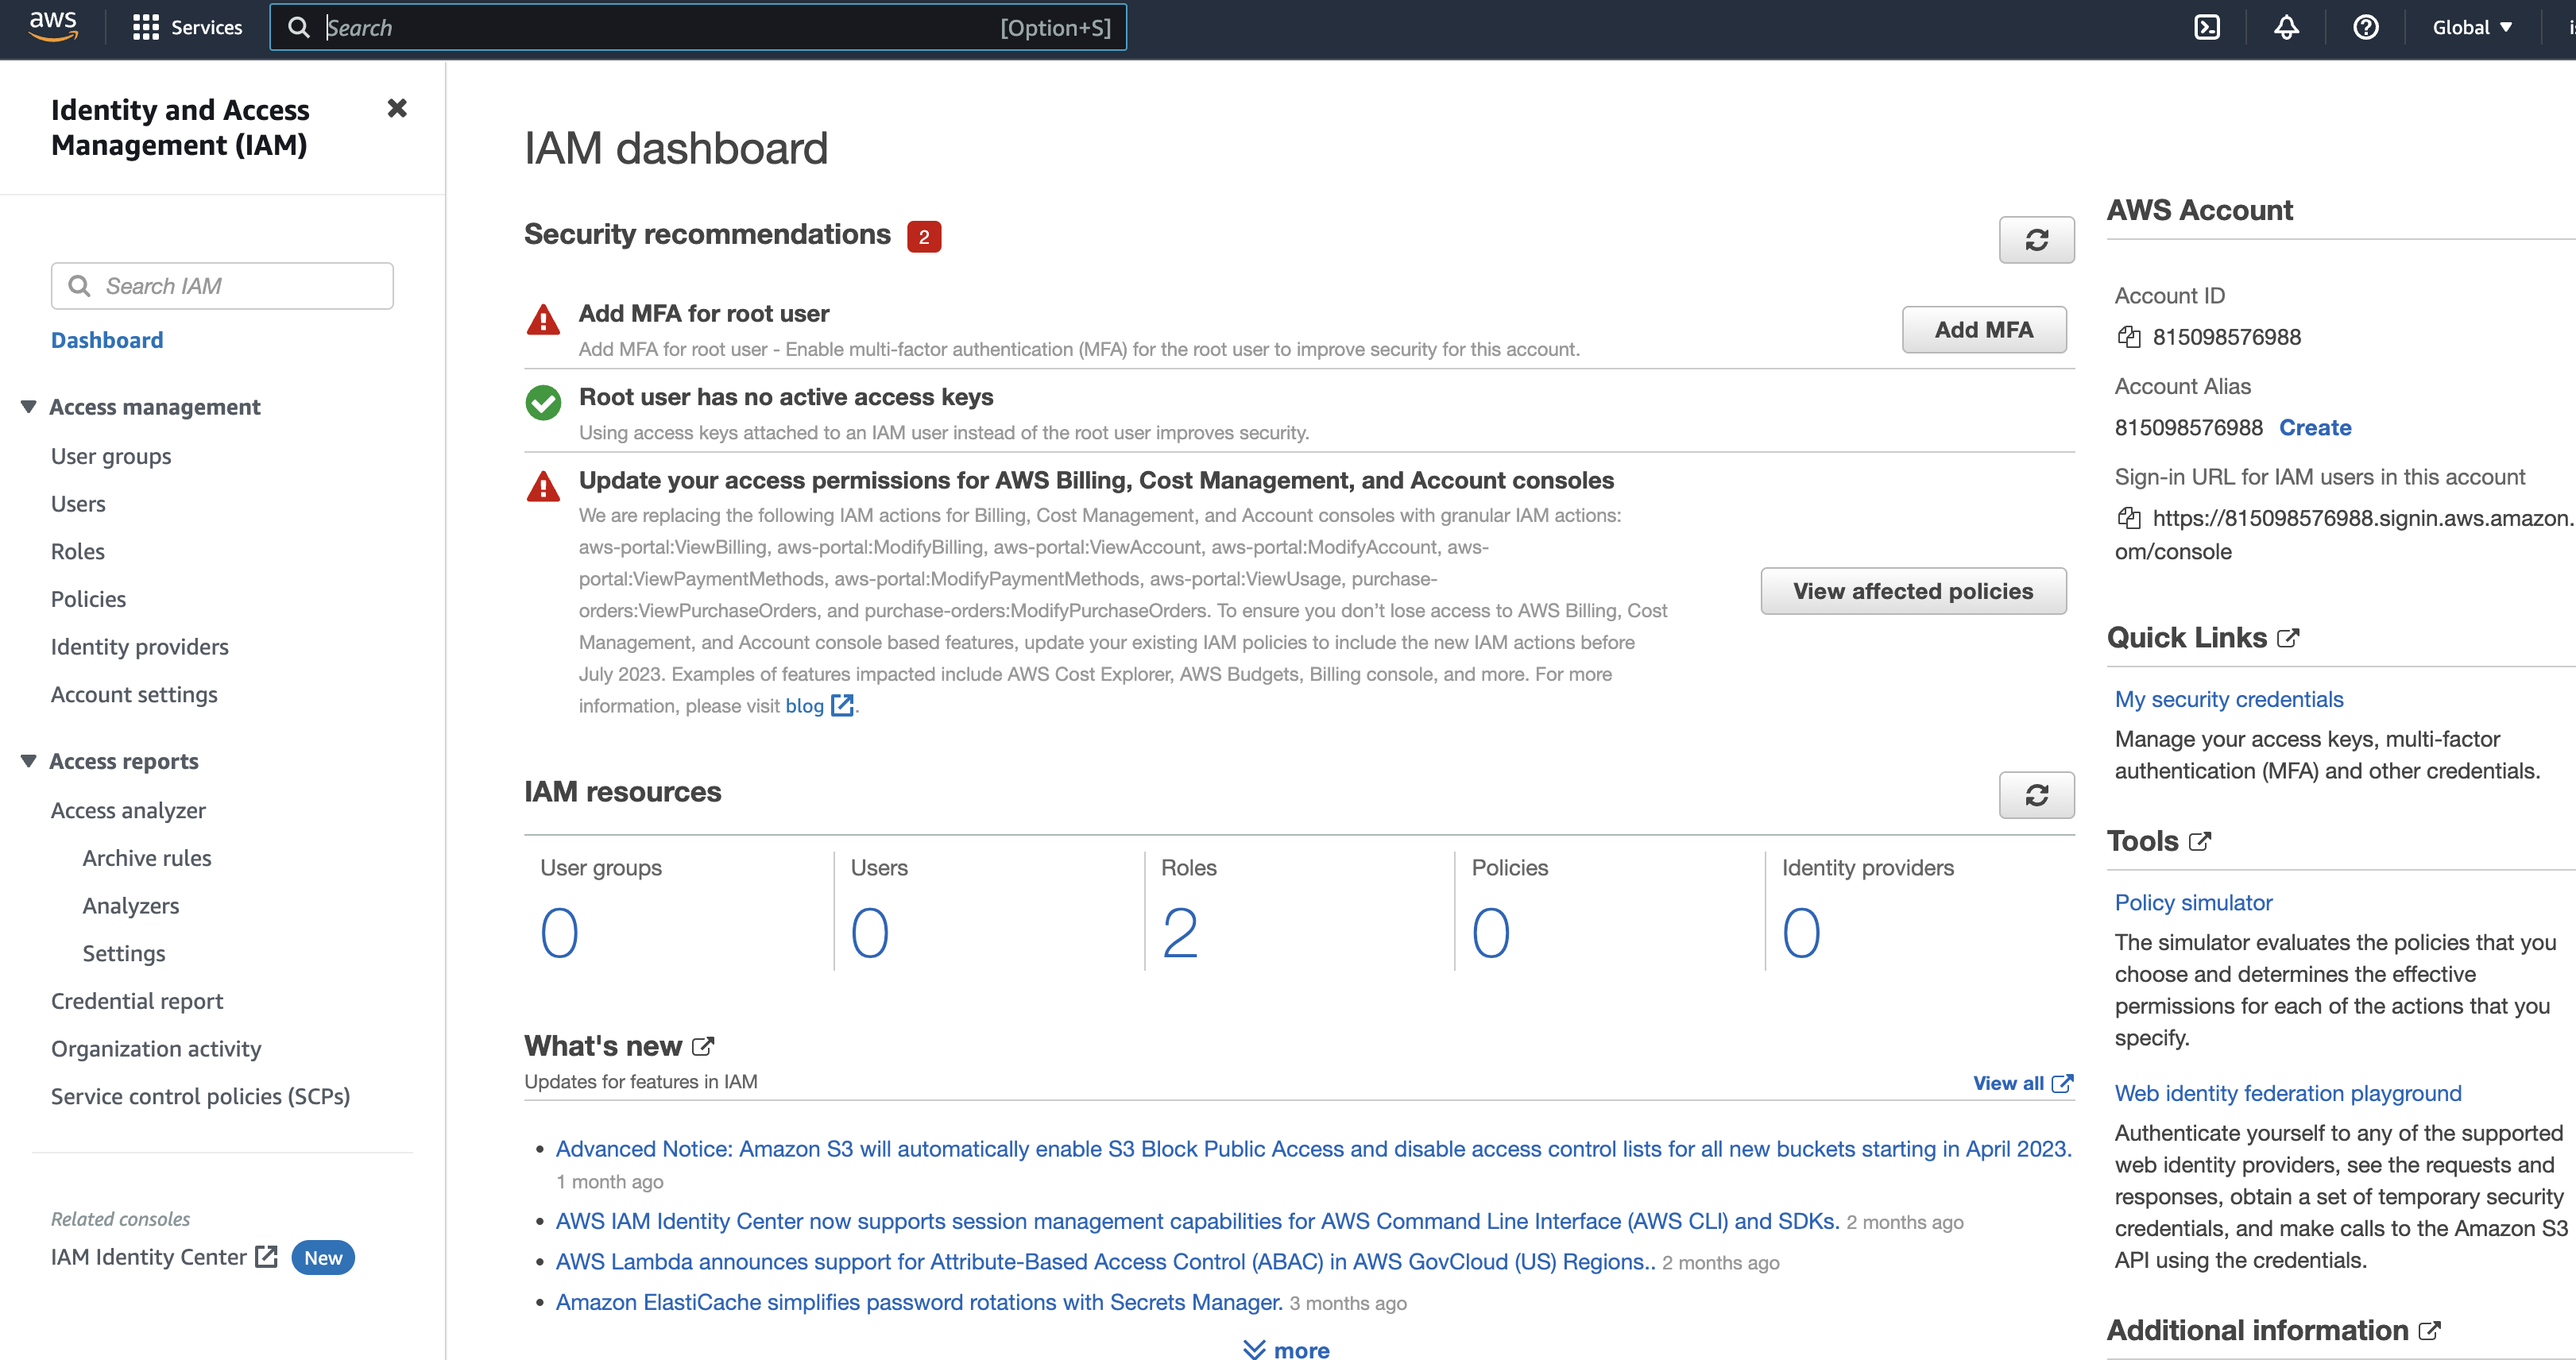 aws
Services
Search
[Option+S]
Global
Identity and Access
Management (IAM)
Search IAM
Dashboard
Access management
User groups
Users
Roles
Policies
Identity providers
Account settings
Access reports
Access analyzer
Archive rules
Analyzers
Settings
Credential report
Organization activity
Service control policies (SCPs)
Related consoles
IAM Identity Center
New
IAM dashboard
Security recommendations 2
Add MFA for root user
Add MFA for root user - Enable multi-factor authentication (MFA) for the root user to improve security for this account.
Add MFA
Root user has no active access keys
Using access keys attached to an IAM user instead of the root user improves security.
Update your access permissions for AWS Billing, Cost Management, and Account consoles
We are replacing the following IAM actions for Billing, Cost Management, and Account consoles with granular IAM actions:
aws-portal:ViewBilling, aws-portal:ModifyBilling, aws-portal:ViewAccount, aws-portal:ModifyAccount, aws-
portal:ViewPaymentMethods, aws-portal:ModifyPaymentMethods, aws-portal:ViewUsage, purchase-
orders:ViewPurchaseOrders, and purchase-orders:ModifyPurchaseOrders. To ensure you don’t lose access to AWS Billing, Cost
Management, and Account console based features, update your existing IAM policies to include the new IAM actions before
July 2023. Examples of features impacted include AWS Cost Explorer, AWS Budgets, Billing console, and more. For more
information, please visit blog .
View affected policies
IAM resources
User groups
0
Users
0
Roles
2
Policies
0
Identity providers
0
What's new
Updates for features in IAM
View all
• Advanced Notice: Amazon S3 will automatically enable S3 Block Public Access and disable access control lists for all new buckets starting in April 2023.
1 month ago
• AWS IAM Identity Center now supports session management capabilities for AWS Command Line Interface (AWS CLI) and SDKs. 2 months ago
• AWS Lambda announces support for Attribute-Based Access Control (ABAC) in AWS GovCloud (US) Regions.. 2 months ago
• Amazon ElastiCache simplifies password rotations with Secrets Manager. 3 months ago
more
AWS Account
Account ID
815098576988
Account Alias
815098576988 Create
Sign-in URL for IAM users in this account
https://815098576988.signin.aws.amazon.
om/console
Quick Links
My security credentials
Manage your access keys, multi-factor
authentication (MFA) and other credentials.
Tools
Policy simulator
The simulator evaluates the policies that you
choose and determines the effective
permissions for each of the actions that you
specify.
Web identity federation playground
Authenticate yourself to any of the supported
web identity providers, see the requests and
responses, obtain a set of temporary security
credentials, and make calls to the Amazon S3
API using the credentials.
Additional information